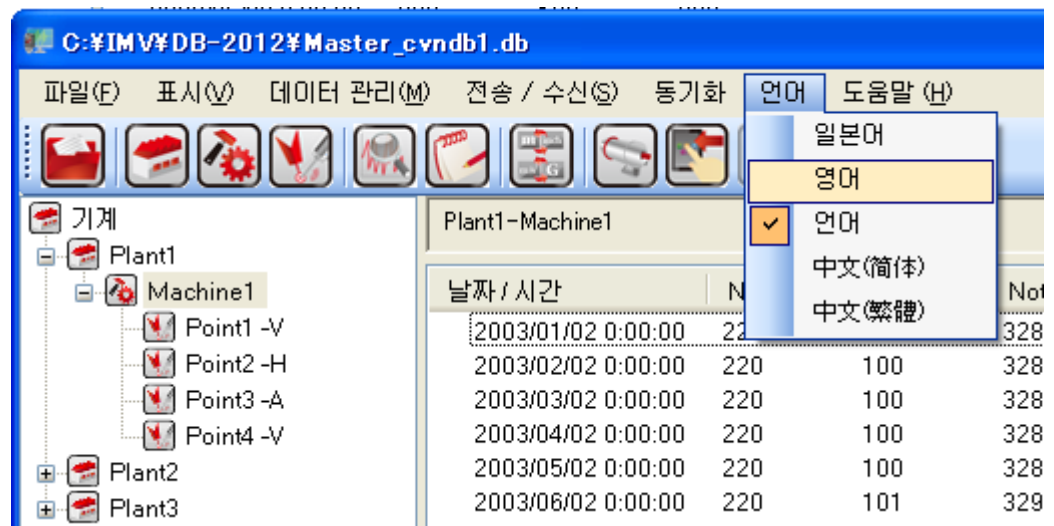 C:¥IMV¥DB-2012¥Master_cvndb1.db
파일(F) 표시(V) 데이터 관리(M) 전송 / 수신(S) 동기화 언어 도움말 (H)
일본어
영어
언어
中文(简体)
中文(繁體)
기계
Plant1
Machine1
Point1 -V
Point2 -H
Point3 -A
Point4 -V
Plant2
Plant3
Plant1-Machine1
날짜 / 시간
2003/01/02 0:00:00 328
2003/02/02 0:00:00 220 100 328
2003/03/02 0:00:00 220 100 328
2003/04/02 0:00:00 220 100 328
2003/05/02 0:00:00 220 100 328
2003/06/02 0:00:00 220 101 329